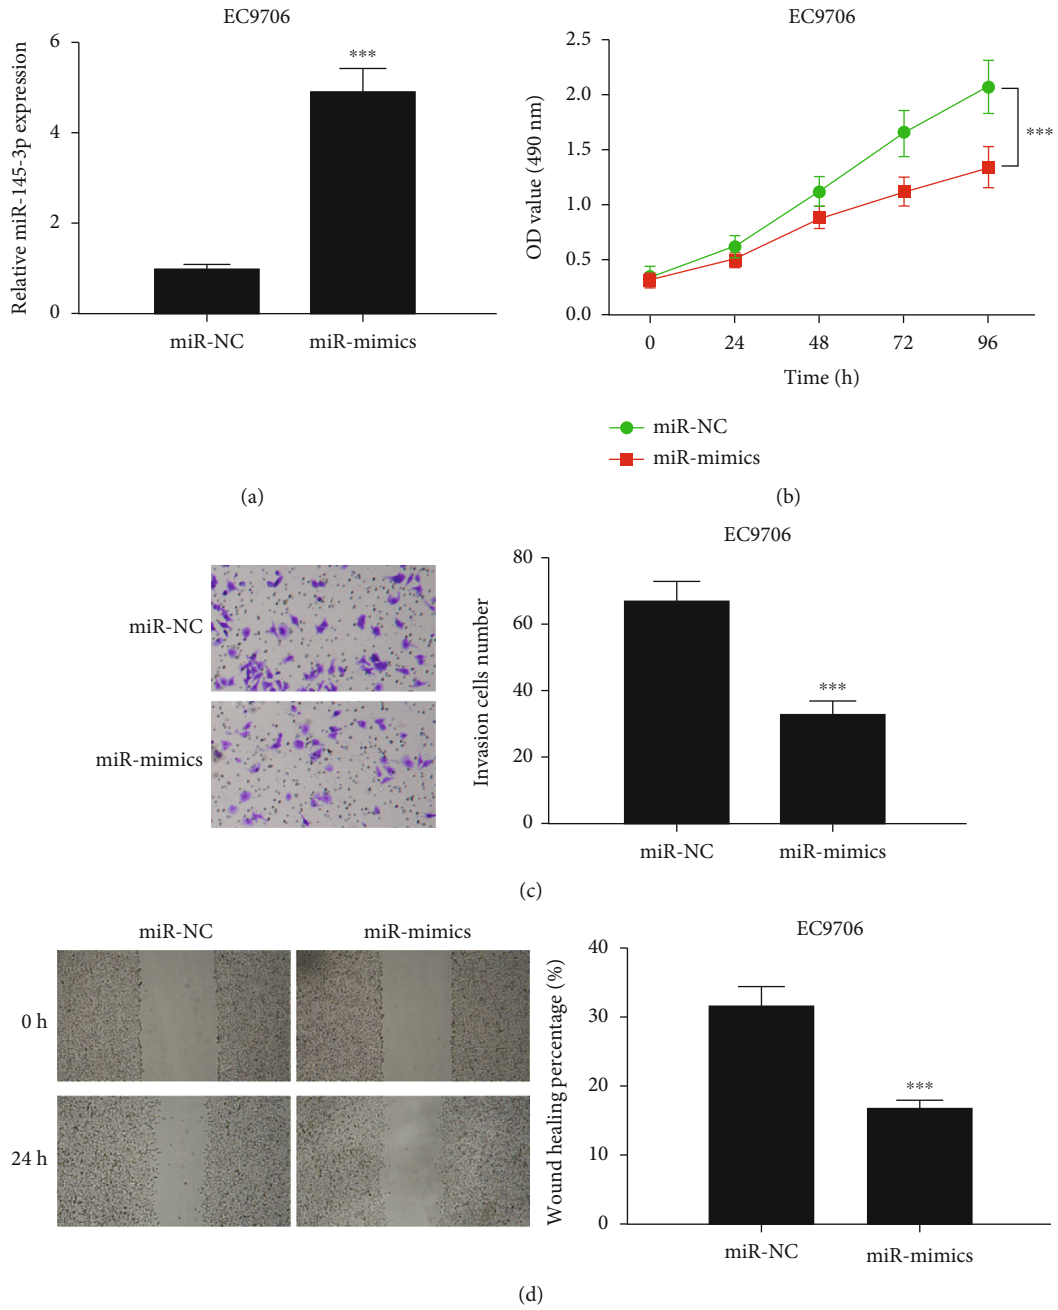 EC9706
Relative miR-145-3p expression
6
4
2
0
***
miR-NC
miR-mimics
(a)
OD value (490 nm)
2.5
2.0
1.5
1.0
0.5
0.0
***
0 24 48 72 96
Time (h)
miR-NC
miR-mimics
(b)
miR-NC
miR-mimics
EC9706
Invasion cells number
80
60
40
20
0
***
miR-NC
miR-mimics
(c)
miR-NC
miR-mimics
0 h
24 h
EC9706
Wound healing percentage (%)
40
30
20
10
0
***
miR-NC
miR-mimics
(d)